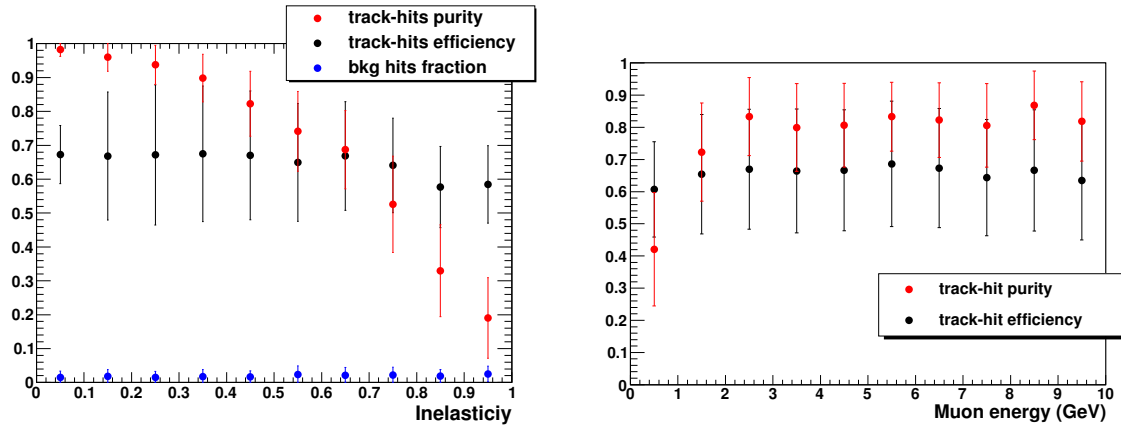 track-hits purity
track-hits efficiency
bkg hits fraction
1
0.9
0.8
0.7
0.6
0.5
0.4
0.3
0.2
0.1
0
0 0.1 0.2 0.3 0.4 0.5 0.6 0.7 0.8 0.9 1
Inelasticiy
1
0.9
0.8
0.7
0.6
0.5
0.4
0.3
0.2
0.1
0
track-hit purity
track-hit efficiency
0 1 2 3 4 5 6 7 8 9 10
Muon energy (GeV)